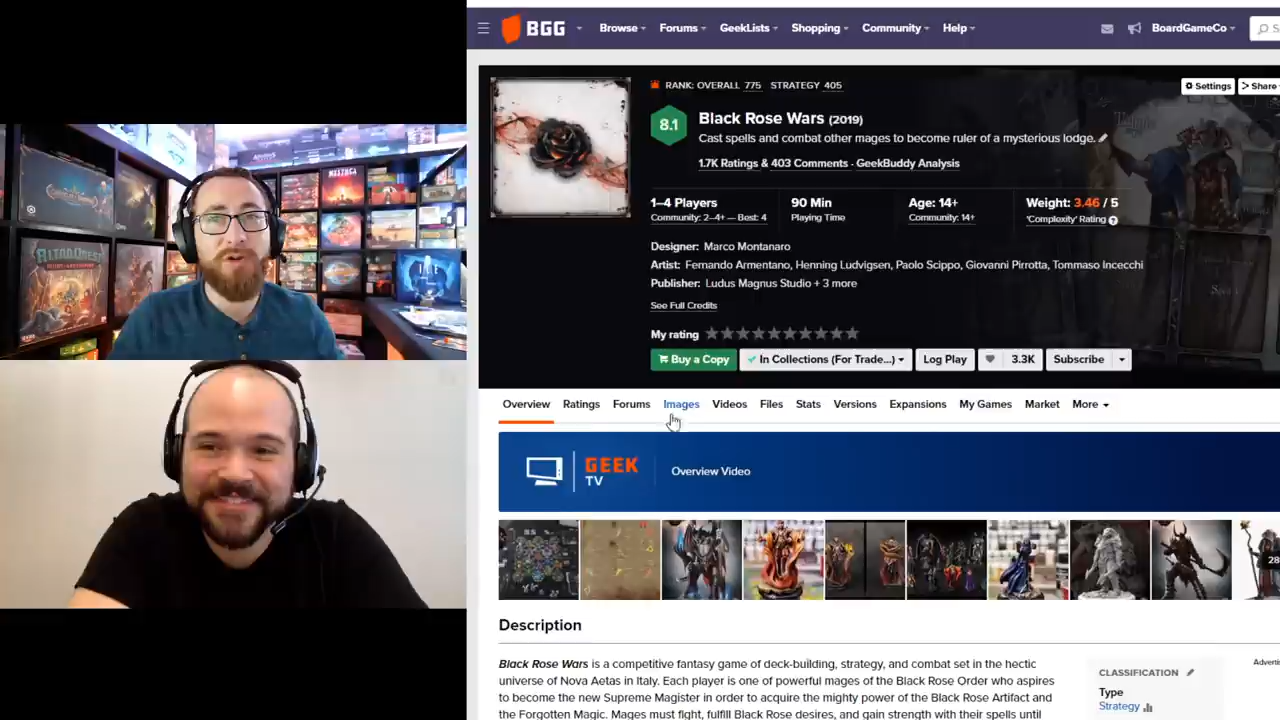 BGG
Browse
Forums
GeekLists
Shopping
Community
Help
BoardGameCo
RANK: OVERALL 775 STRATEGY 405
Settings
Share
8.1
Black Rose Wars (2019)
Cast spells and combat other mages to become ruler of a mysterious lodge.
1.7K Ratings & 403 Comments · GeekBuddy Analysis
1–4 Players
Community: 2–4+ — Best: 4
90 Min
Playing Time
Age: 14+
Community: 14+
Weight: 3.46 / 5
'Complexity' Rating
Designer: Marco Montanaro
Artist: Fernando Armentano, Henning Ludvigsen, Paolo Scippo, Giovanni Pirrotta, Tommaso Incecchi
Publisher: Ludus Magnus Studio + 3 more
See Full Credits
My rating
Buy a Copy
In Collections (For Trade...)
Log Play
3.3K
Subscribe
Overview
Ratings
Forums
Images
Videos
Files
Stats
Versions
Expansions
My Games
Market
More
GEEK
TV
Overview Video
28
Description
Black Rose Wars is a competitive fantasy game of deck-building, strategy, and combat set in the hectic
universe of Nova Aetas in Italy. Each player is one of powerful mages of the Black Rose Order who aspires
to become the new Supreme Magister in order to acquire the mighty power of the Black Rose Artifact and
the Forgotten Magic. Mages must fight, fulfill Black Rose desires, and gain strength with their spells until
CLASSIFICATION
Type
Strategy
Adverti
ALTAR QUEST